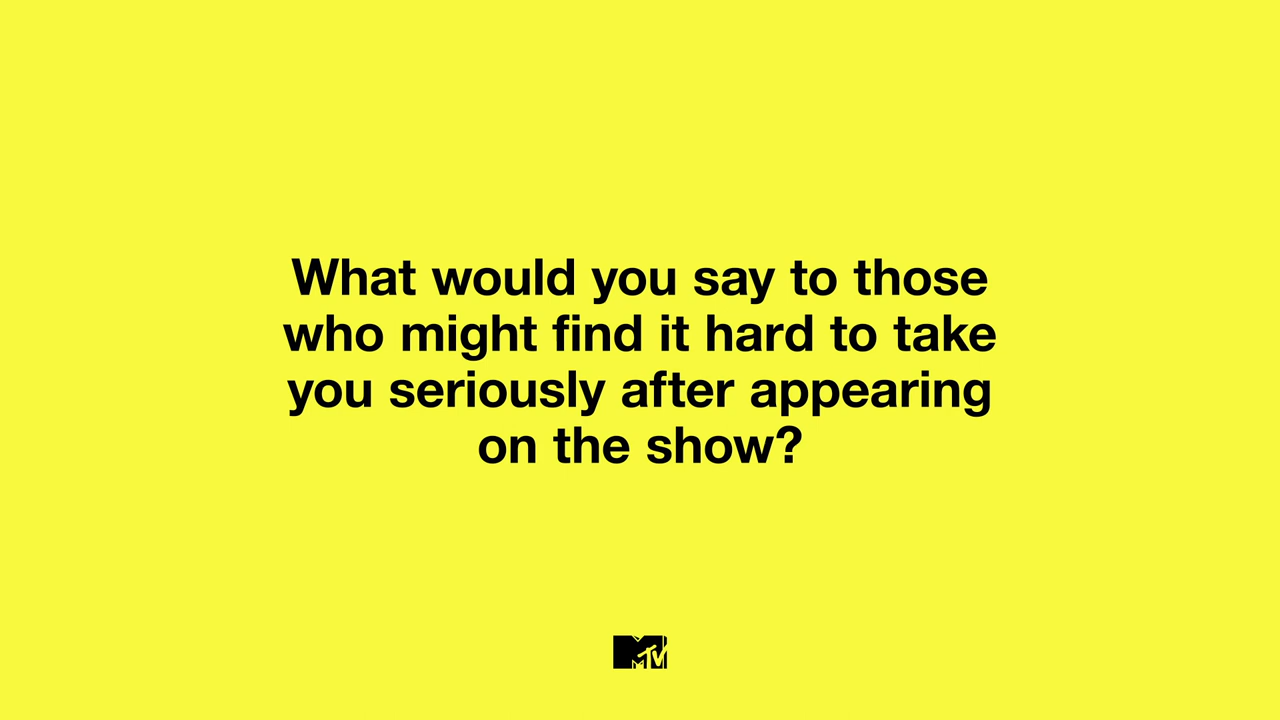 What would you say to those
who might find it hard to take
you seriously after appearing
on the show?
MTV